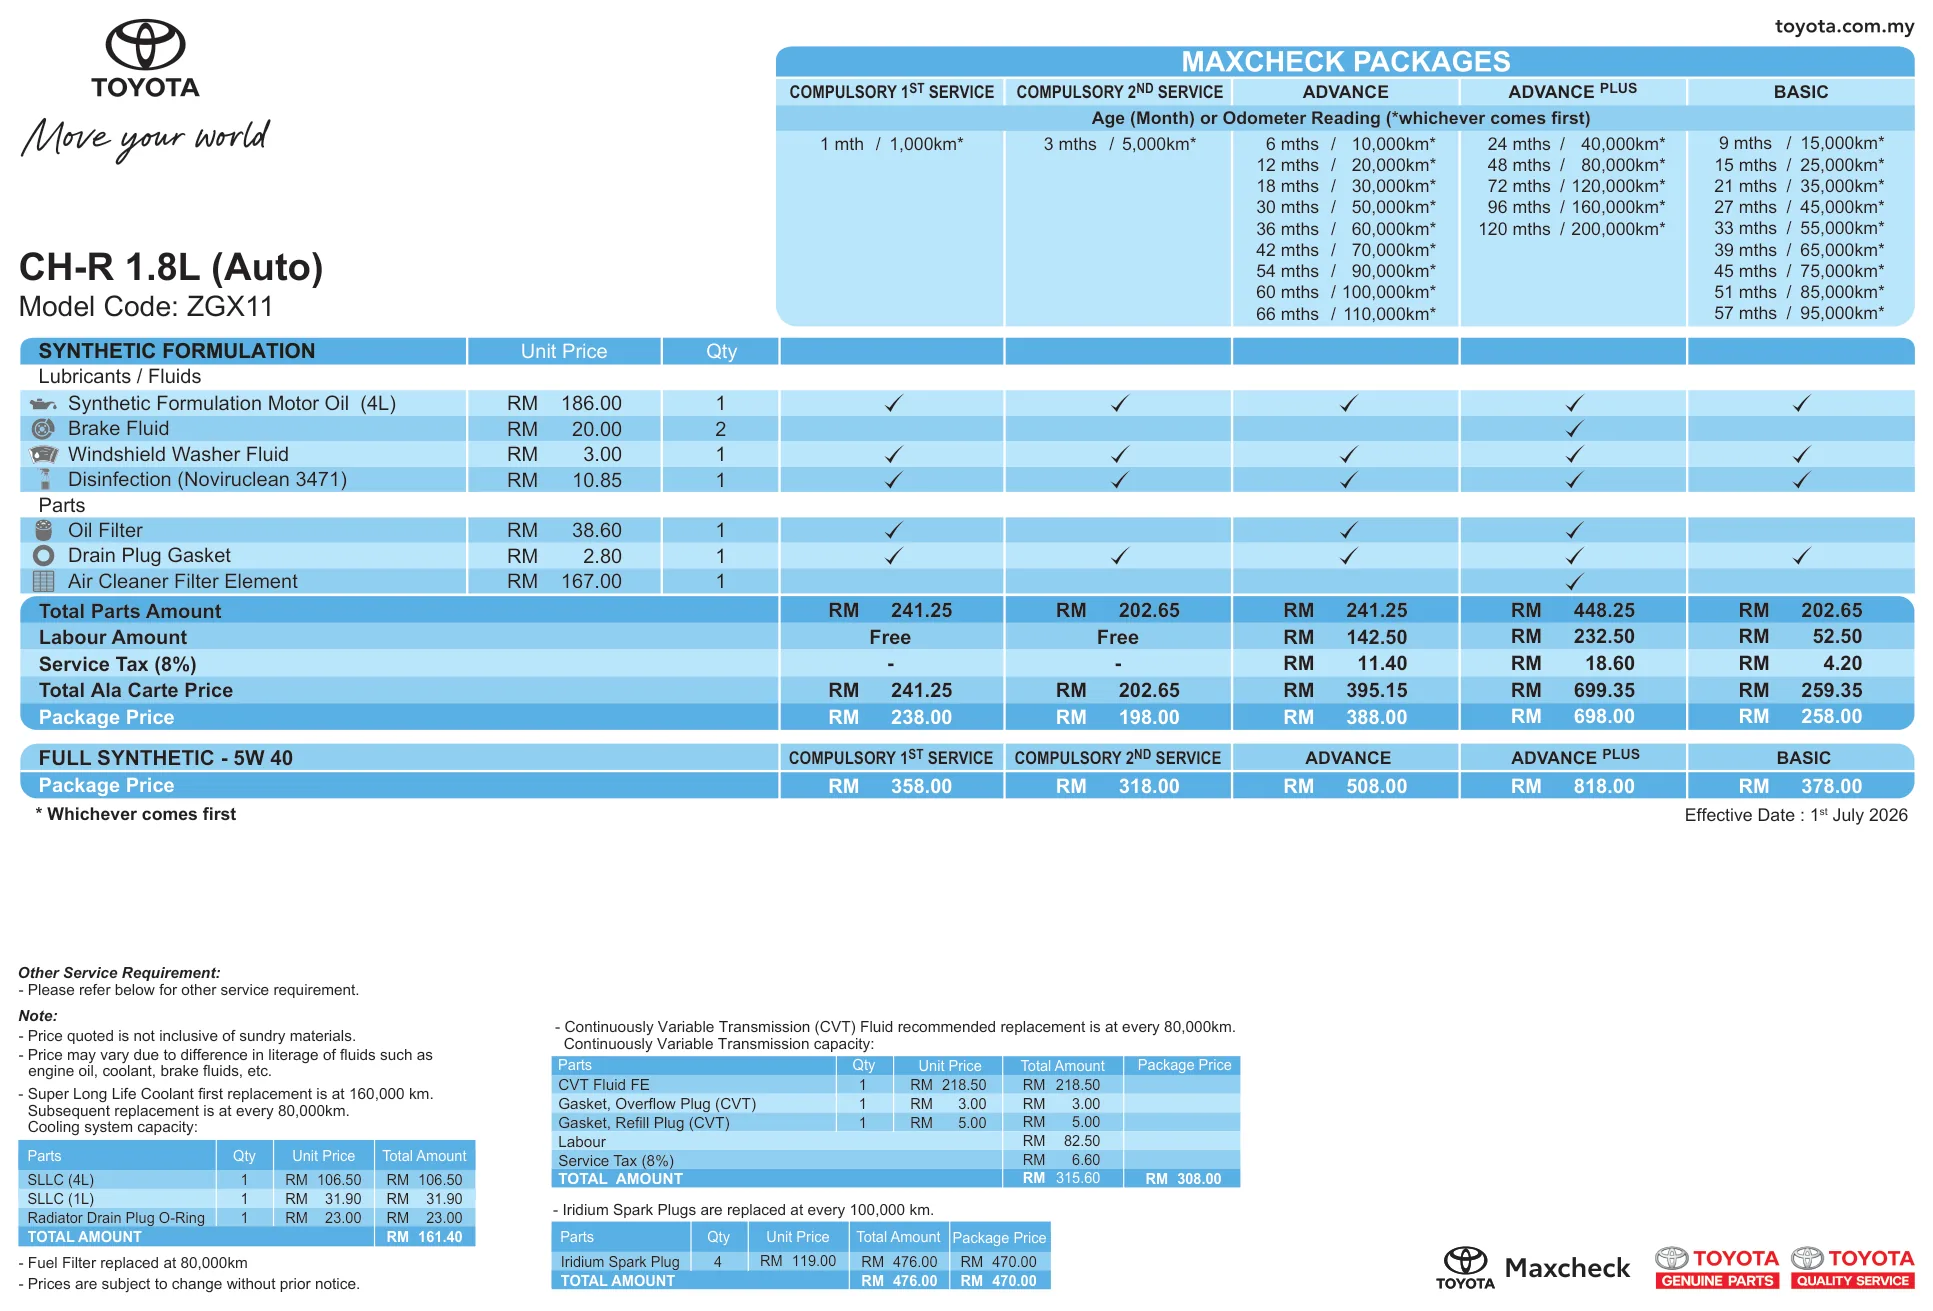 toyota.com.my
TOYOTA
Move your world
MAXCHECK PACKAGES
COMPULSORY 1ST SERVICE COMPULSORY 2ND SERVICE ADVANCE ADVANCE PLUS BASIC
Age (Month) or Odometer Reading (*whichever comes first)
1 mth / 1,000km* 3 mths / 5,000km* 6 mths / 10,000km* 24 mths / 40,000km* 9 mths / 15,000km*
12 mths / 20,000km* 48 mths / 80,000km* 15 mths / 25,000km*
18 mths / 30,000km* 72 mths / 120,000km* 21 mths / 35,000km*
30 mths / 50,000km* 96 mths / 160,000km* 27 mths / 45,000km*
36 mths / 60,000km* 120 mths / 200,000km* 33 mths / 55,000km*
42 mths / 70,000km* 39 mths / 65,000km*
54 mths / 90,000km* 45 mths / 75,000km*
60 mths / 100,000km* 51 mths / 85,000km*
66 mths / 110,000km* 57 mths / 95,000km*
CH-R 1.8L (Auto)
Model Code: ZGX11
SYNTHETIC FORMULATION Unit Price Qty
Lubricants / Fluids
Synthetic Formulation Motor Oil (4L) RM 186.00 1 ✓ ✓ ✓ ✓ ✓
Brake Fluid RM 20.00 2 ✓
Windshield Washer Fluid RM 3.00 1 ✓ ✓ ✓ ✓ ✓
Disinfection (Noviruclean 3471) RM 10.85 1 ✓ ✓ ✓ ✓ ✓
Parts
Oil Filter RM 38.60 1 ✓ ✓ ✓
Drain Plug Gasket RM 2.80 1 ✓ ✓ ✓ ✓ ✓
Air Cleaner Filter Element RM 167.00 1 ✓
Total Parts Amount RM 241.25 RM 202.65 RM 241.25 RM 448.25 RM 202.65
Labour Amount Free Free RM 142.50 RM 232.50 RM 52.50
Service Tax (8%) - - RM 11.40 RM 18.60 RM 4.20
Total Ala Carte Price RM 241.25 RM 202.65 RM 395.15 RM 699.35 RM 259.35
Package Price RM 238.00 RM 198.00 RM 388.00 RM 698.00 RM 258.00
FULL SYNTHETIC - 5W 40 COMPULSORY 1ST SERVICE COMPULSORY 2ND SERVICE ADVANCE ADVANCE PLUS BASIC
Package Price RM 358.00 RM 318.00 RM 508.00 RM 818.00 RM 378.00
* Whichever comes first
Effective Date : 1st July 2026
Other Service Requirement:
- Please refer below for other service requirement.
Note:
- Price quoted is not inclusive of sundry materials.
- Price may vary due to difference in literage of fluids such as
engine oil, coolant, brake fluids, etc.
- Super Long Life Coolant first replacement is at 160,000 km.
Subsequent replacement is at every 80,000km.
Cooling system capacity:
Parts Qty Unit Price Total Amount
SLLC (4L) 1 RM 106.50 RM 106.50
SLLC (1L) 1 RM 31.90 RM 31.90
Radiator Drain Plug O-Ring 1 RM 23.00 RM 23.00
TOTAL AMOUNT RM 161.40
- Fuel Filter replaced at 80,000km
- Prices are subject to change without prior notice.
- Continuously Variable Transmission (CVT) Fluid recommended replacement is at every 80,000km.
Continuously Variable Transmission capacity:
Parts Qty Unit Price Total Amount Package Price
CVT Fluid FE 1 RM 218.50 RM 218.50
Gasket, Overflow Plug (CVT) 1 RM 3.00 RM 3.00
Gasket, Refill Plug (CVT) 1 RM 5.00 RM 5.00
Labour RM 82.50
Service Tax (8%) RM 6.60
TOTAL AMOUNT RM 315.60 RM 308.00
- Iridium Spark Plugs are replaced at every 100,000 km.
Parts Qty Unit Price Total Amount Package Price
Iridium Spark Plug 4 RM 119.00 RM 476.00 RM 470.00
TOTAL AMOUNT RM 476.00 RM 470.00
TOYOTA Maxcheck
TOYOTA GENUINE PARTS
TOYOTA QUALITY SERVICE